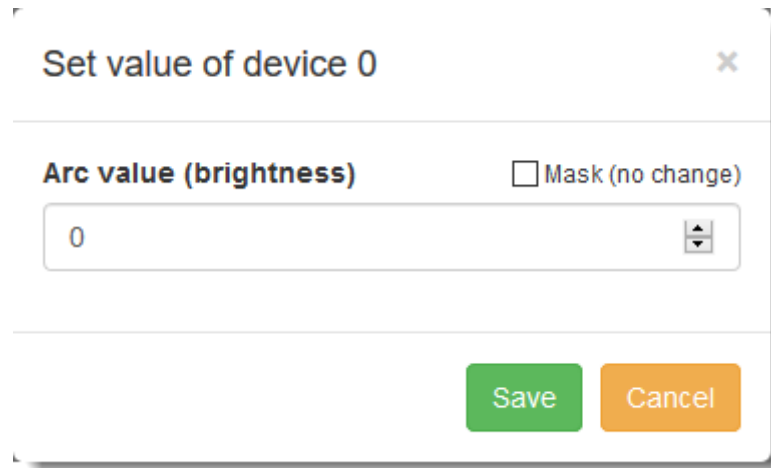 Set value of device 0 ×
Arc value (brightness) Mask (no change)
0
Save Cancel